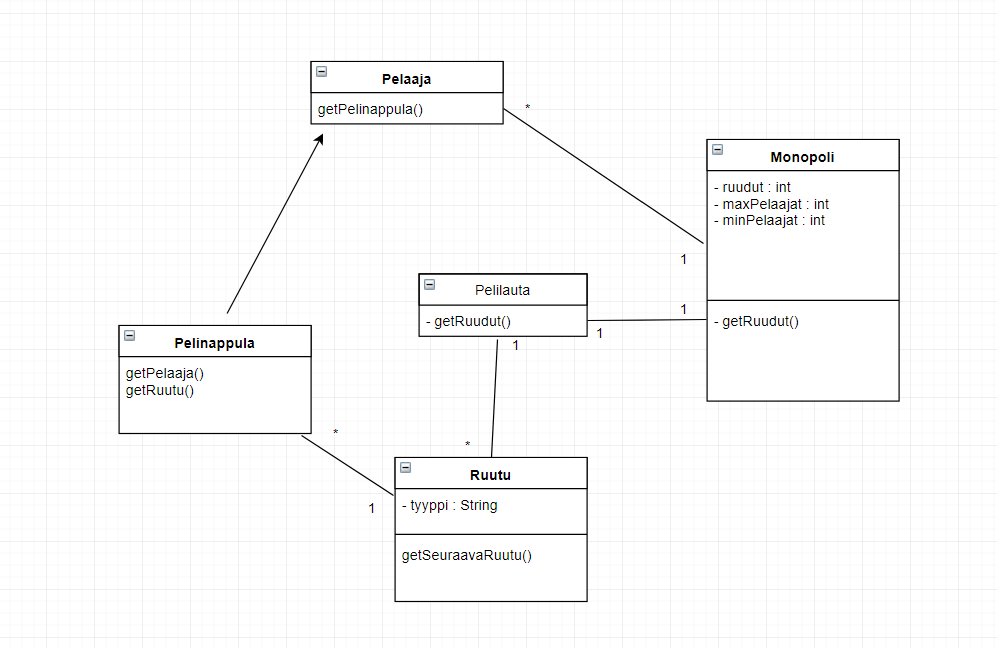 Pelaaja
getPelinappula()
*
Monopoli
- ruudut : int
- maxPelaajat : int
- minPelaajat : int
- getRuudut()
1
1
Pelilauta
- getRuudut()
1
1
Pelinappula
getPelaaja()
getRuutu()
*
*
1
Ruutu
- tyyppi : String
getSeuraavaRuutu()